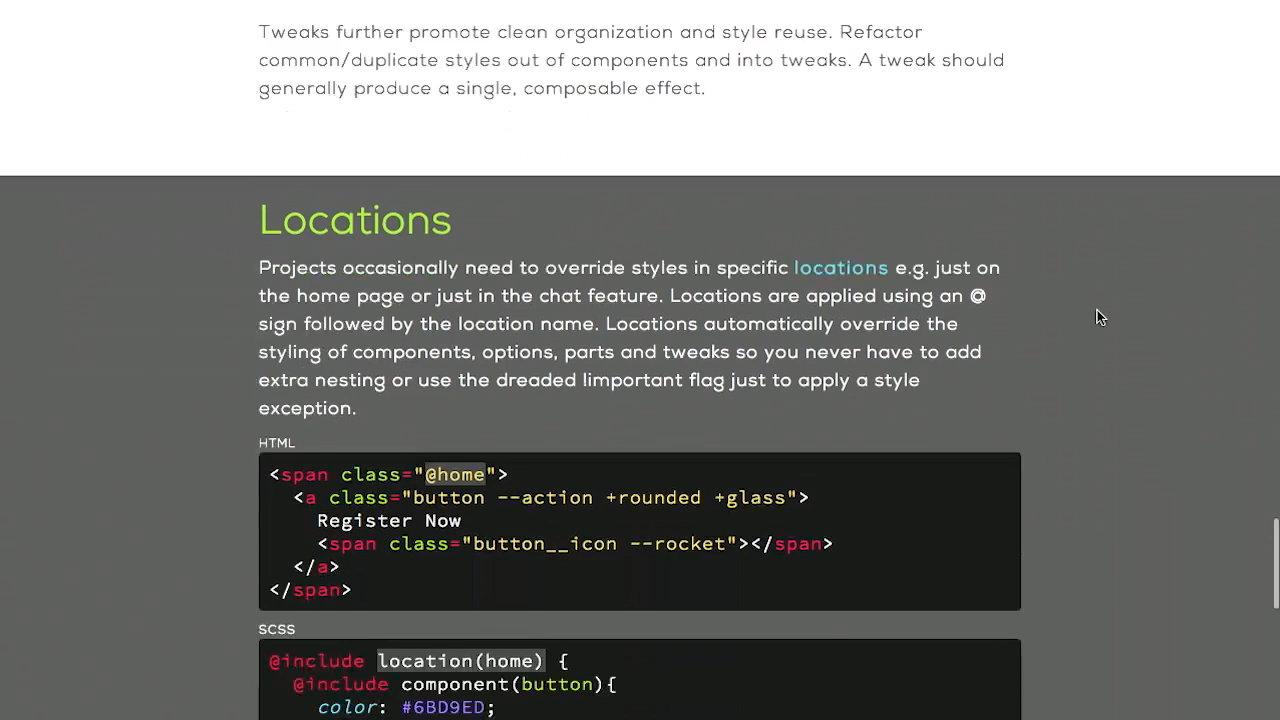 Tweaks further promote clean organization and style reuse. Refactor
common/duplicate styles out of components and into tweaks. A tweak should
generally produce a single, composable effect.
Locations
Projects occasionally need to override styles in specific locations e.g. just on
the home page or just in the chat feature. Locations are applied using an @
sign followed by the location name. Locations automatically override the
styling of components, options, parts and tweaks so you never have to add
extra nesting or use the dreaded !important flag just to apply a style
exception.
HTML
<span class="@home">
<a class="button --action +rounded +glass">
Register Now
<span class="button__icon --rocket"></span>
</a>
</span>
SCSS
@include location(home) {
@include component(button){
color: #6BD9ED;